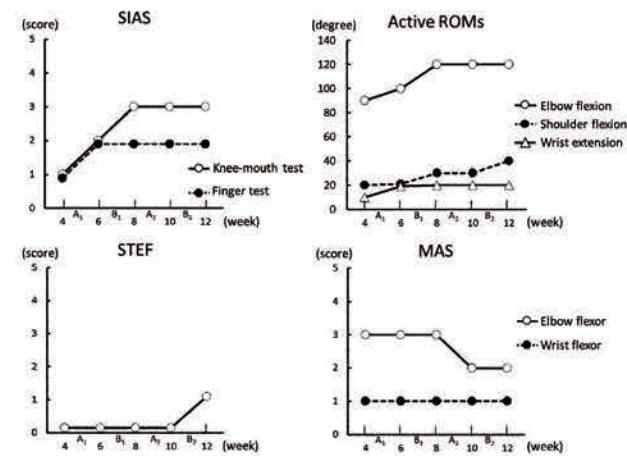 SIAS
(score)
5
4
3
2
1
0
Knee-mouth test
Finger test
4 A1 6 B1 8 A2 10 B2 12 (week)
Active ROMs
(degree)
140
120
100
80
60
40
20
0
Elbow flexion
Shoulder flexion
Wrist extension
4 A1 6 B1 8 A2 10 B2 12 (week)
STEF
(score)
5
4
3
2
1
0
4 A1 6 B1 8 A2 10 B2 12 (week)
MAS
(score)
5
4
3
2
1
0
Elbow flexor
Wrist flexor
4 A1 6 B1 8 A2 10 B2 12 (week)